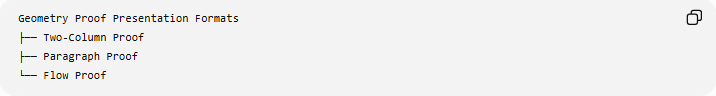 Geometry Proof Presentation Formats
├── Two-Column Proof
├── Paragraph Proof
└── Flow Proof